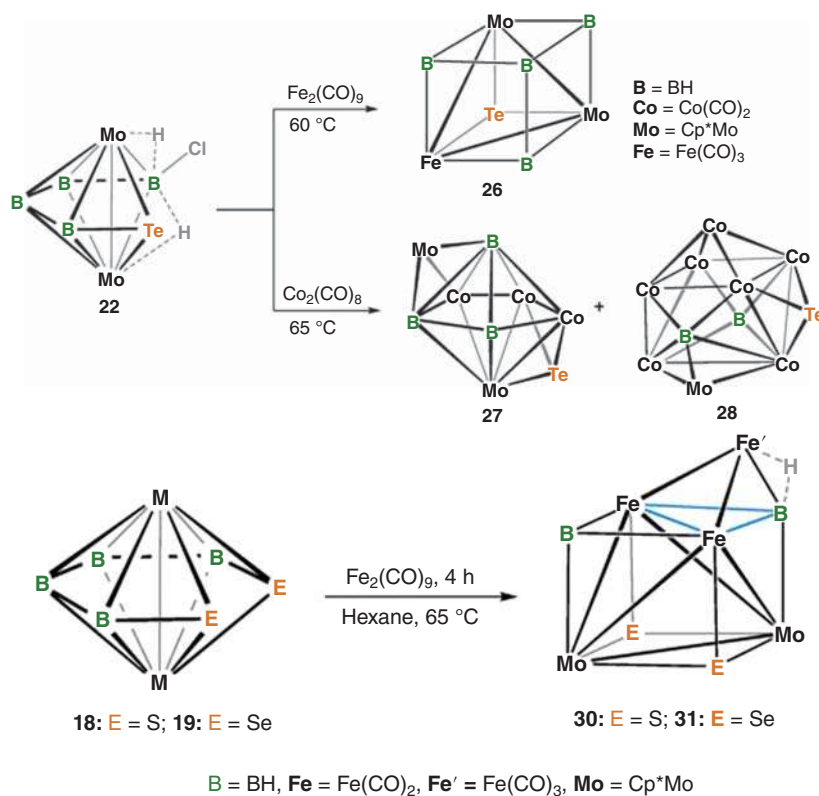 Fe2(CO)9
60 °C
Co2(CO)8
65 °C
Mo H Cl
B B B
B Te H
Mo
22
Mo B
B B
Te Mo
Fe B
26
B = BH
Co = Co(CO)2
Mo = Cp*Mo
Fe = Fe(CO)3
Mo B
Co Co Co
B B
Mo Te
27
+
Co
Co Co
Co Co
B Te
B
Co Co
Mo
28
M
B B B E
B E
M
18: E = S; 19: E = Se
Fe2(CO)9, 4 h
Hexane, 65 °C
Fe′ H
Fe B
B Fe
E Mo
Mo E
30: E = S; 31: E = Se
B = BH, Fe = Fe(CO)2, Fe′ = Fe(CO)3, Mo = Cp*Mo